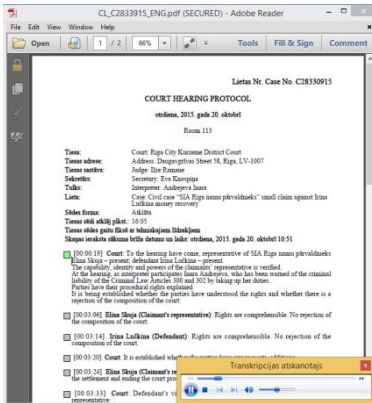 CL_C2833915_ENG.pdf (SECURED) - Adobe Reader
File Edit View Window Help
Open 1 / 2 66% Tools Fill & Sign Comment
Lietas Nr. Case No. C28330915
COURT HEARING PROTOCOL
otrdiena, 2015. gada 20. oktobrī
Room 113
Tiesa: Court: Riga City Kurzeme District Court
Tiesas adrese: Address: Daugavgrīvas Street 58, Riga, LV-1007
Tiesas sastāvs: Judge: Ilze Ramane
Sekretārs: Secretary: Eva Knospiņa
Tulks: Interpreter: Andrejeva Inara
Lieta: Case: Civil case "SIA Rīgas namu pārvaldnieks" small claim against Irina
Lučkina money recovery
Sēdes forma: Atklāta
Tiesas sēdi atklāj plkst.: 16:05
Tiesas sēdes gaita fiksē ar tehniskajiem līdzekļiem
Skaņas ieraksta sākuma brīža datums un laiks: otrdiena, 2015. gada 20. oktobrī 10:51
[00:00:19] Court: To the hearing have come, representative of SIA Rīgas namu pārvaldnieks
Elina Skuja – present; defendant Irina Lučkina – present.
The capability, identity and powers of the claimants' representative is verified.
At the hearing, as interpreter participates Inara Andrejeva, who has been warned of the criminal
liability of the Criminal Law Articles 300 and 302 by taking up her duties.
Parties have their procedural rights explained.
It is being established whether the parties have understood the rights and whether there is a
rejection of the composition of the court.
[00:03:06] Elina Skuja (Claimant's representative): Rights are comprehensible. No rejection of
the composition of the court.
[00:03:14] Irina Lučkina (Defendant): Rights are comprehensible. No rejection of the
composition of the court.
[00:03:20] Court: It is established whether the parties have any requests, additions.
[00:03:24] Elina Skuja (Claimant's re
the settlement and ending the court proc
[00:03:33] Court: Defendant's v
representative
Transkripcijas atskaņotajs